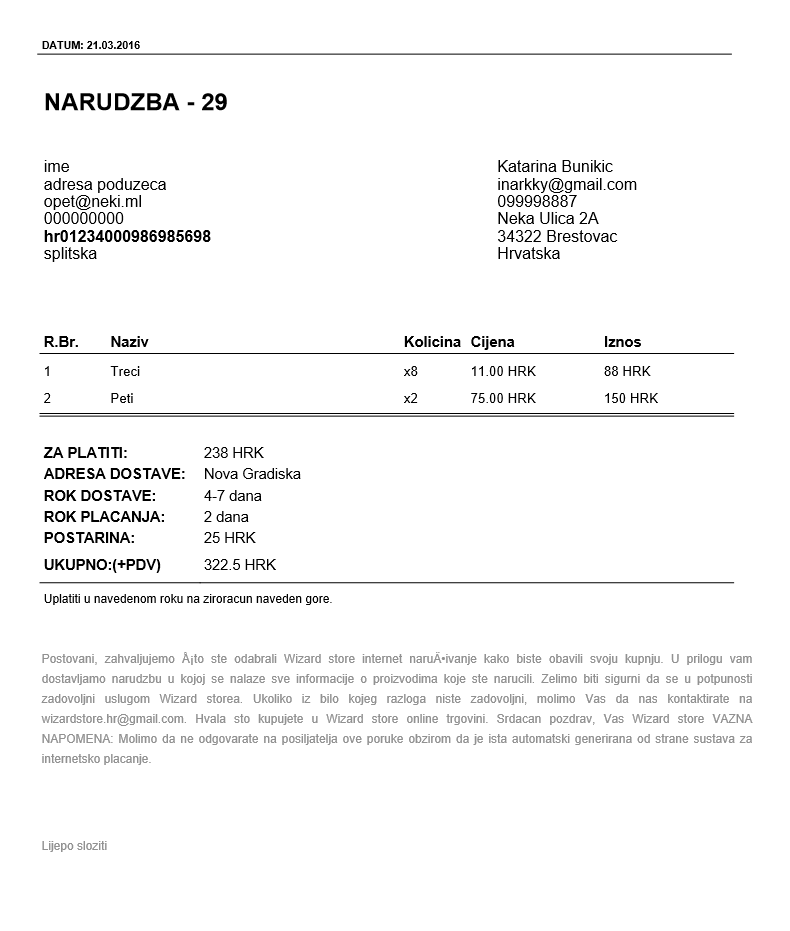 DATUM: 21.03.2016
NARUDZBA - 29
ime
adresa poduzeca
opet@neki.ml
000000000
hr01234000986985698
splitska
Katarina Bunikic
inarkky@gmail.com
099998887
Neka Ulica 2A
34322 Brestovac
Hrvatska
R.Br. Naziv Kolicina Cijena Iznos
1 Treci x8 11.00 HRK 88 HRK
2 Peti x2 75.00 HRK 150 HRK
ZA PLATITI: 238 HRK
ADRESA DOSTAVE: Nova Gradiska
ROK DOSTAVE: 4-7 dana
ROK PLACANJA: 2 dana
POSTARINA: 25 HRK
UKUPNO:(+PDV) 322.5 HRK
Uplatiti u navedenom roku na ziroracun naveden gore.
Postovani, zahvaljujemo Å¡to ste odabrali Wizard store internet naruÄ•ivanje kako biste obavili svoju kupnju. U prilogu vam
dostavljamo narudzbu u kojoj se nalaze sve informacije o proizvodima koje ste narucili. Zelimo biti sigurni da se u potpunosti
zadovoljni uslugom Wizard storea. Ukoliko iz bilo kojeg razloga niste zadovoljni, molimo Vas da nas kontaktirate na
wizardstore.hr@gmail.com. Hvala sto kupujete u Wizard store online trgovini. Srdacan pozdrav, Vas Wizard store VAZNA
NAPOMENA: Molimo da ne odgovarate na posiljatelja ove poruke obzirom da je ista automatski generirana od strane sustava za
internetsko placanje.
Lijepo sloziti